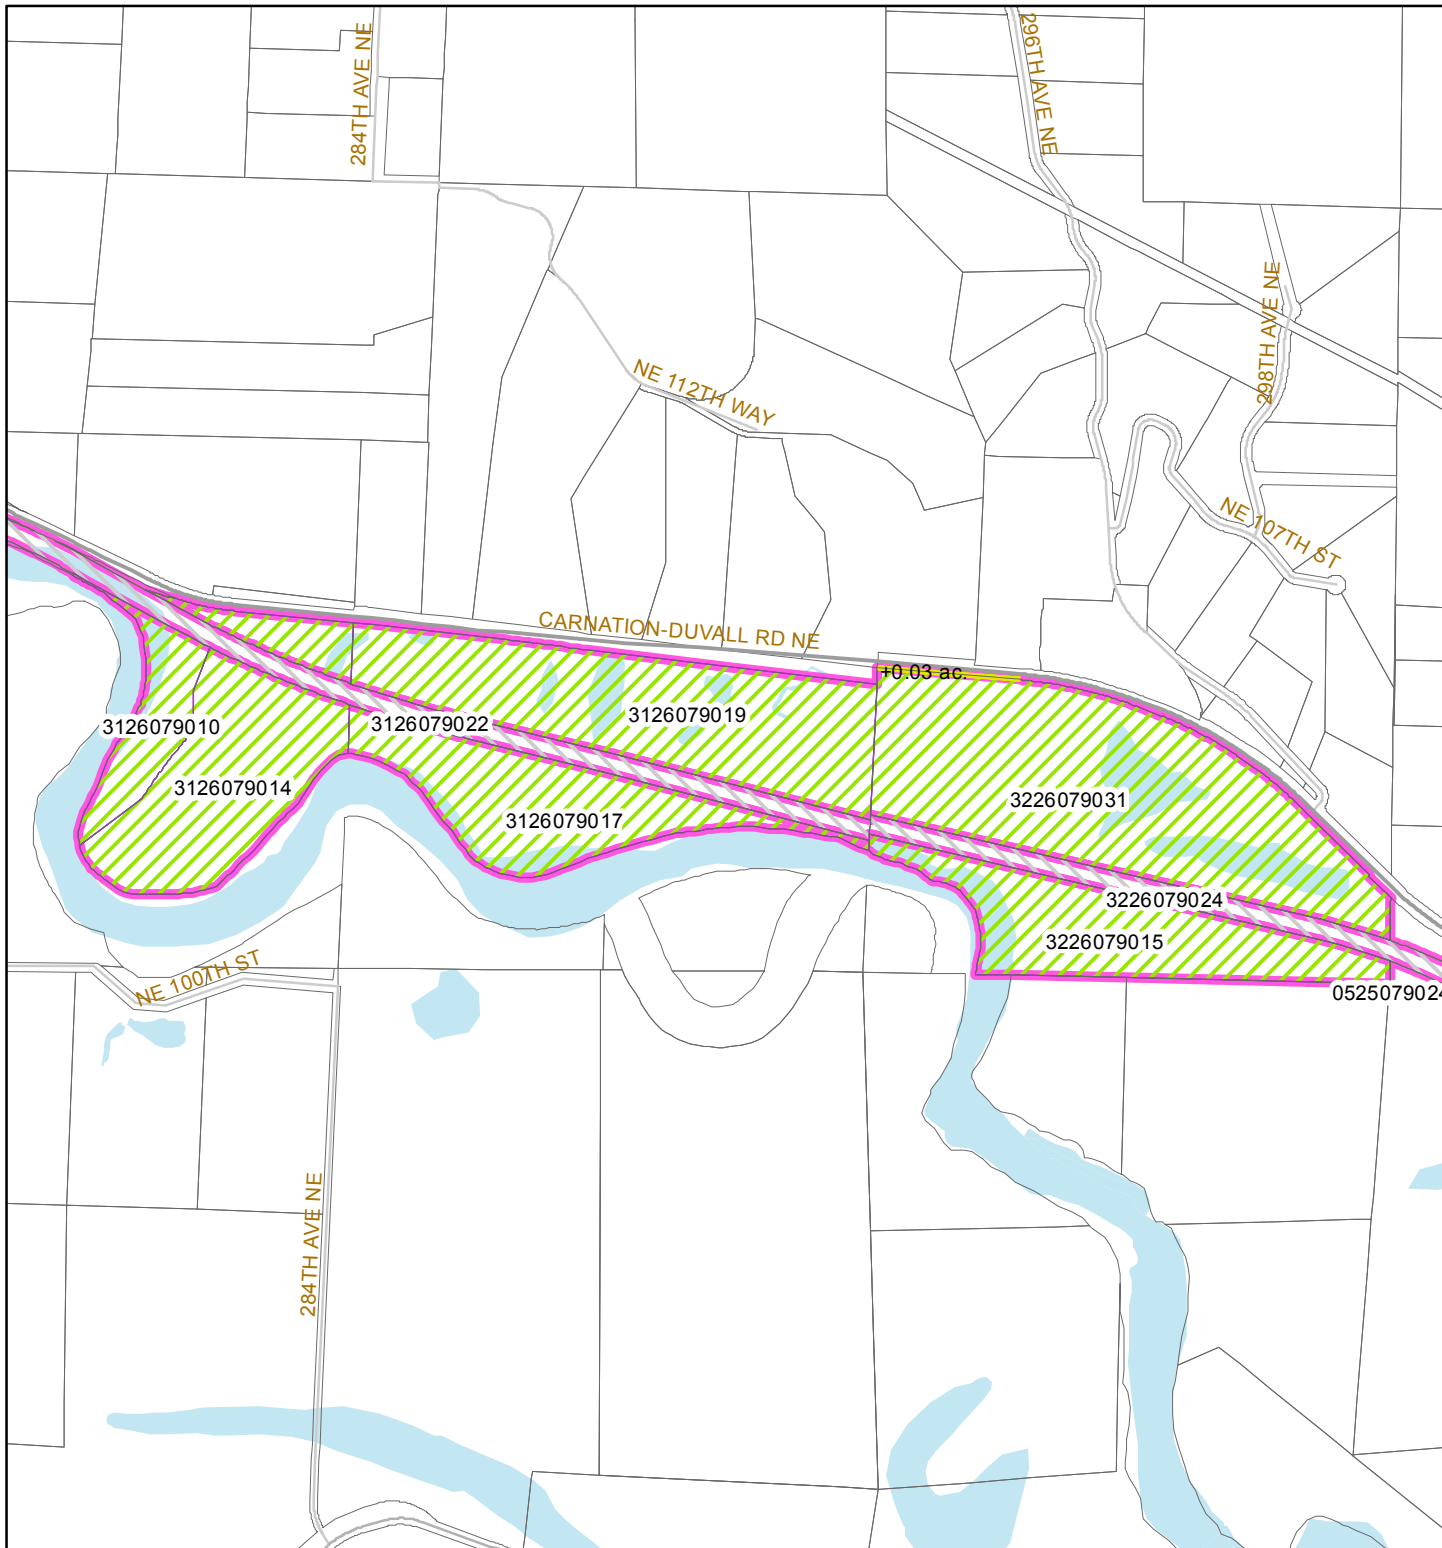 284TH AVE NE
296TH AVE NE
298TH AVE NE
NE 112TH WAY
NE 107TH ST
CARNATION-DUVALL RD NE
+0.03 ac.
3126079010
3126079022
3126079019
3126079014
3126079017
3226079031
3226079024
3226079015
0525079024
NE 100TH ST
284TH AVE NE